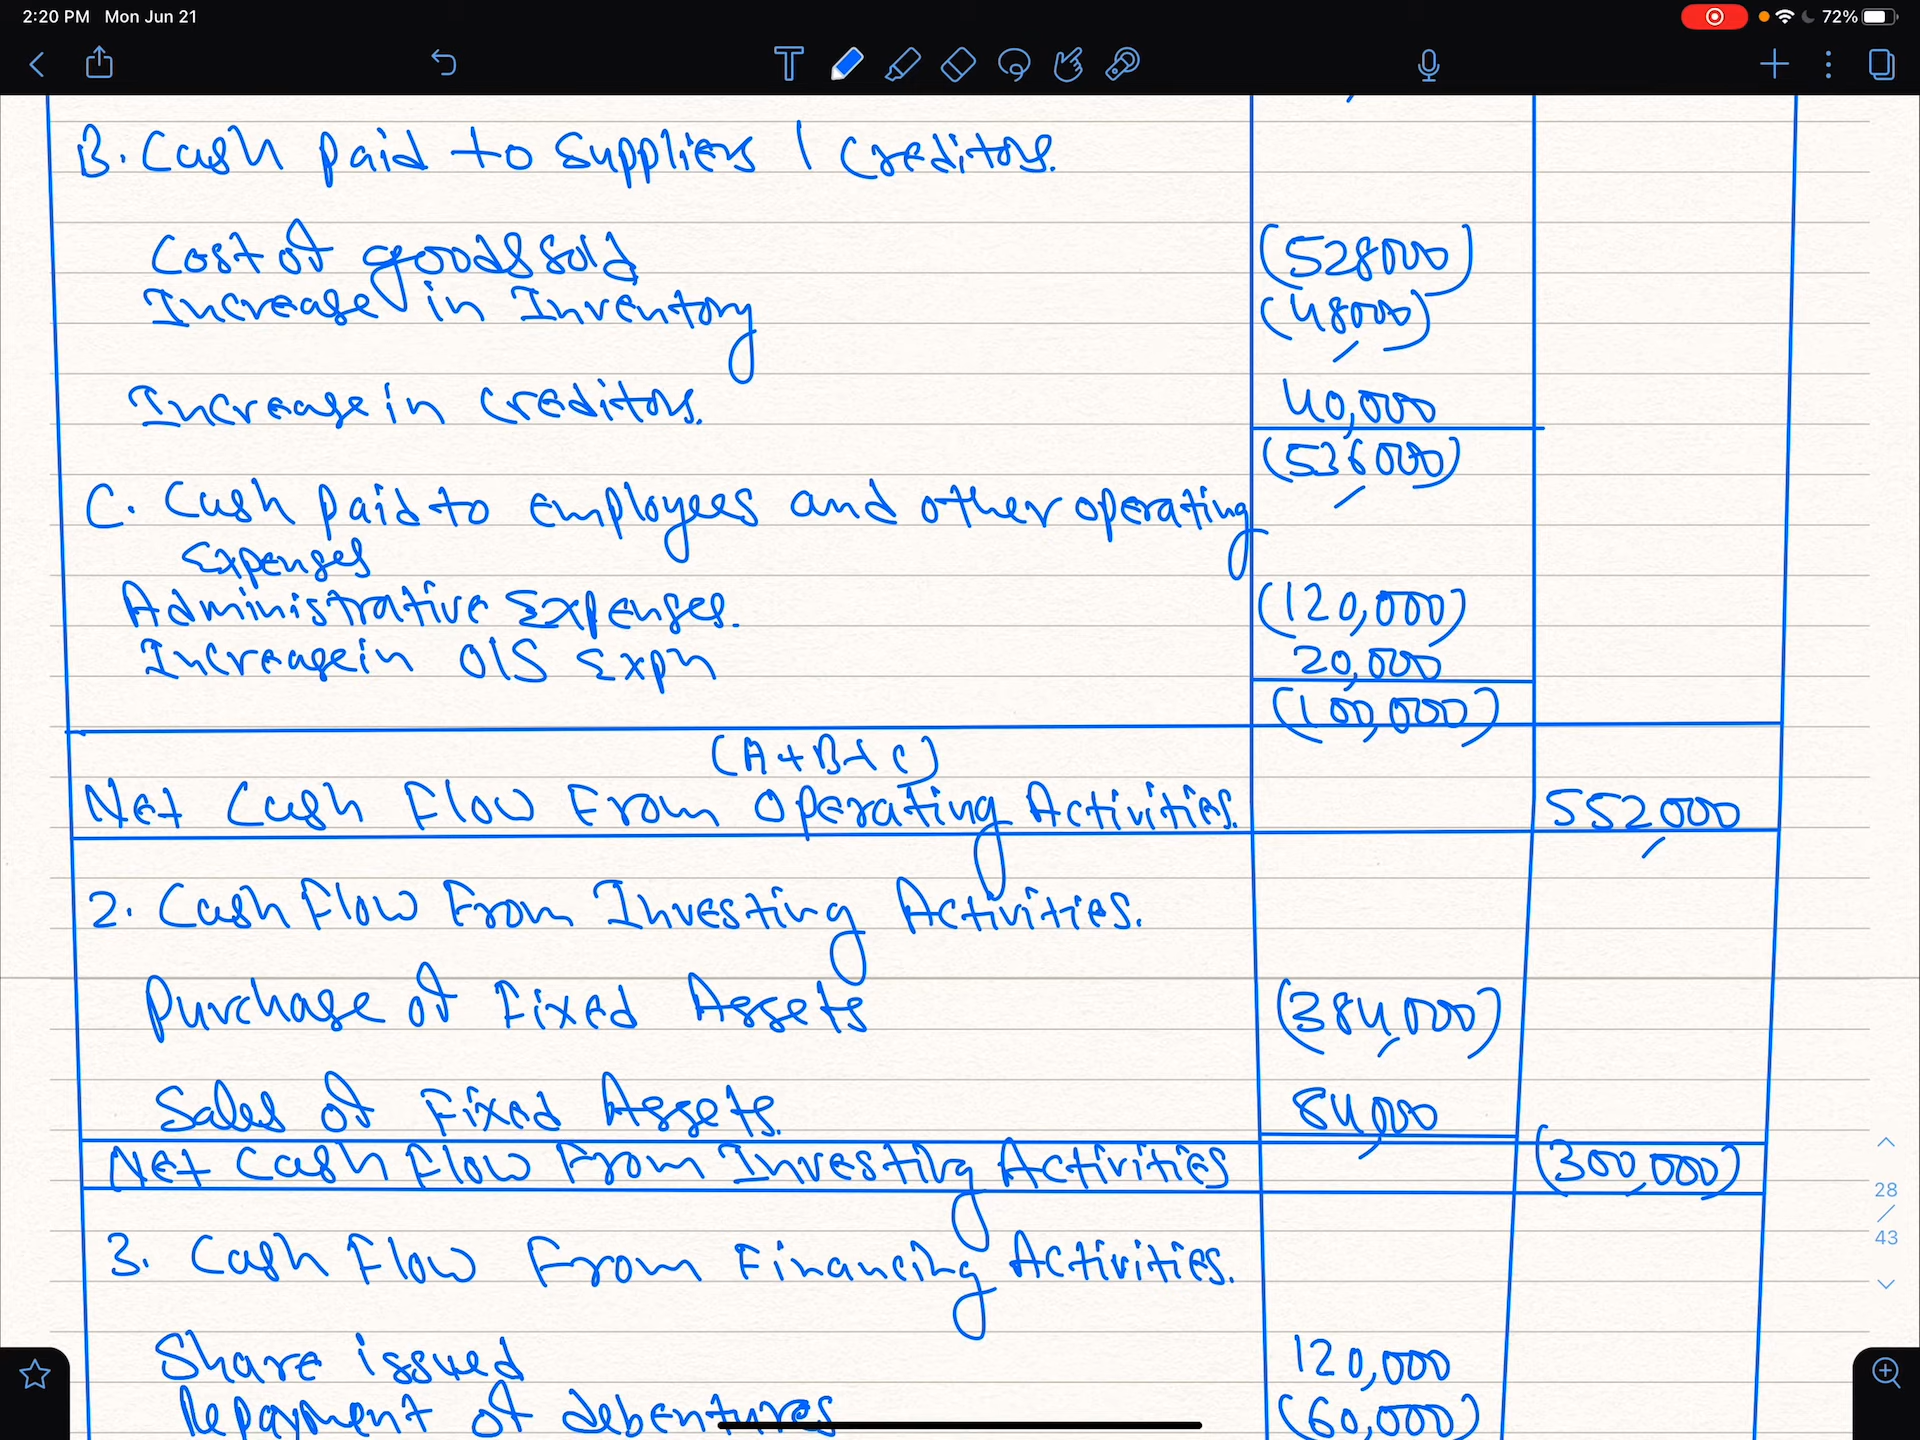 2:20 PM Mon Jun 21
72%
B. Cash paid to suppliers / Creditors.
Cost of goods sold (528000)
Increase in Inventory (48000)
Increase in creditors. 40,000
(536000)
C. Cash paid to employees and other operating
Expenses
Administrative Expenses. (120,000)
Increase in O/S Expn 20,000
(100,000)
(A+B+C)
Net Cash Flow From Operating Activities. 552,000
2. Cash Flow From Investing Activities.
Purchase of Fixed Assets (384,000)
Sales of Fixed Assets. 84,000
Net Cash Flow From Investing Activities (300,000)
28
/
43
3. Cash Flow From Financing Activities.
Share issued 120,000
Repayment of debentures (60,000)